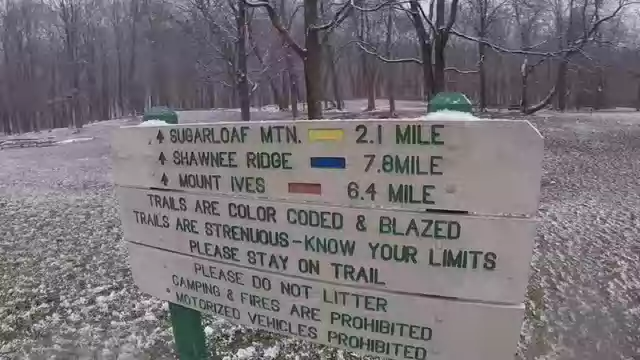 SUGARLOAF MTN. 2.1 MILE
SHAWNEE RIDGE 7.8MILE
MOUNT IVES 6.4 MILE
TRAILS ARE COLOR CODED & BLAZED
TRAILS ARE STRENUOUS-KNOW YOUR LIMITS
PLEASE STAY ON TRAIL
PLEASE DO NOT LITTER
CAMPING & FIRES ARE PROHIBITED
MOTORIZED VEHICLES PROHIBITED